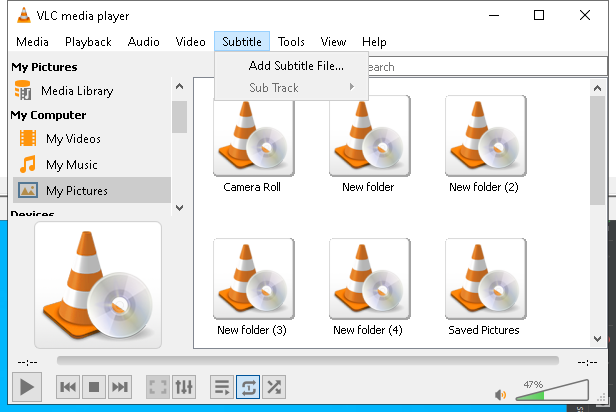 VLC media player
Media Playback Audio Video Subtitle Tools View Help
My Pictures
Add Subtitle File...
earch
Media Library
Sub Track
My Computer
My Videos
My Music
My Pictures
Camera Roll New folder New folder (2)
New folder (3) New folder (4) Saved Pictures
Devices
--:-- --:--
47%